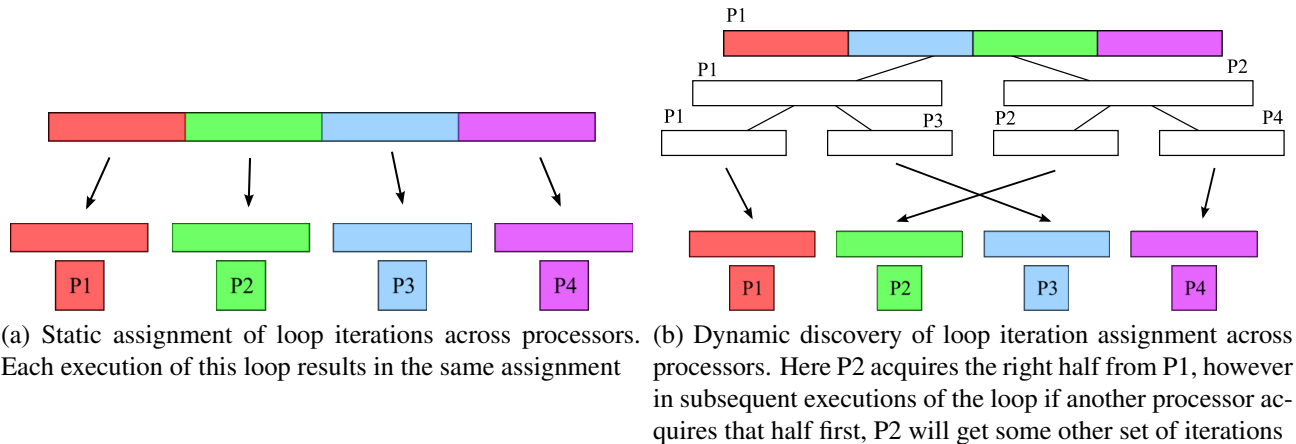 P1 P2 P3 P4
(a) Static assignment of loop iterations across processors.
Each execution of this loop results in the same assignment
P1
P1 P2
P1 P3 P2 P4
P1 P2 P3 P4
(b) Dynamic discovery of loop iteration assignment across
processors. Here P2 acquires the right half from P1, however
in subsequent executions of the loop if another processor ac-
quires that half first, P2 will get some other set of iterations